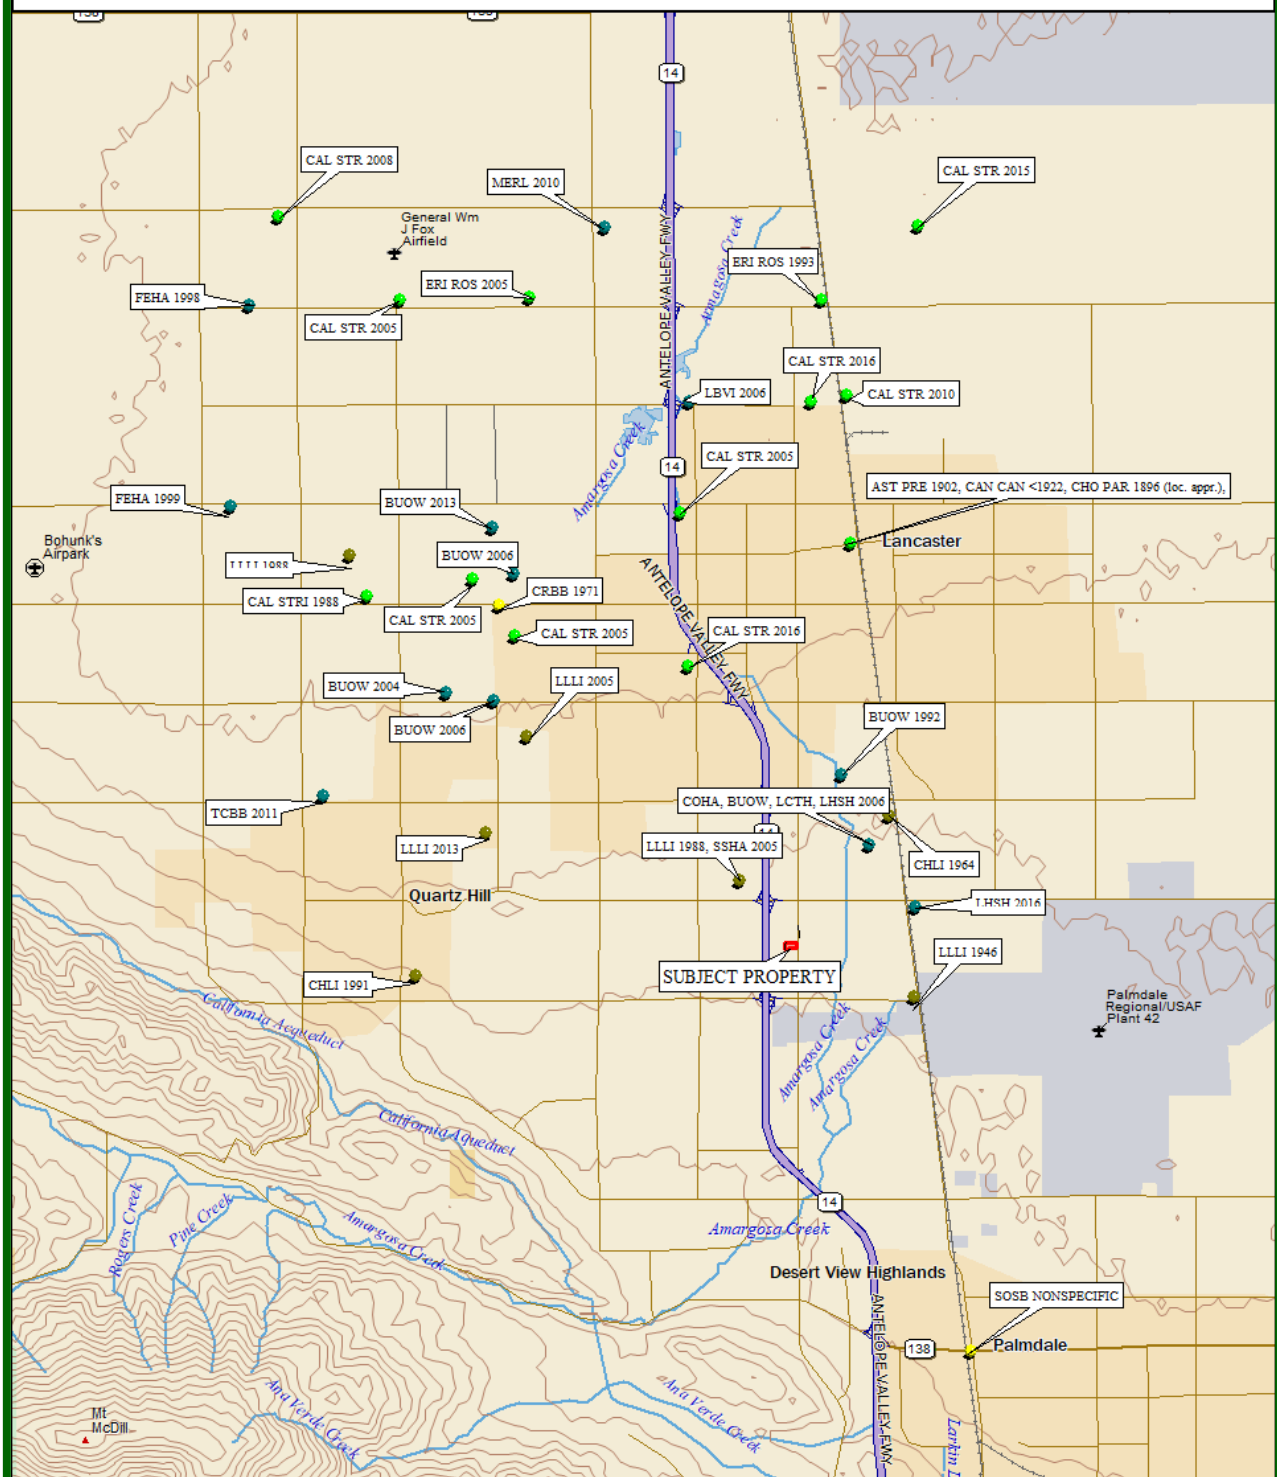 14
CAL STR 2008
MERL 2010
CAL STR 2015
General Wm
J Fox
Airfield
ANTELOPE VALLEY FWY
Amargosa Creek
ERI ROS 1993
FEHA 1998
ERI ROS 2005
CAL STR 2005
CAL STR 2016
LBVI 2006
CAL STR 2010
Amargosa Creek
14
CAL STR 2005
AST PRE 1902, CAN CAN <1922, CHO PAR 1896 (loc. appr.),
FEHA 1999
BUOW 2013
Lancaster
Bohunk's
Airpark
BUOW 2006
CAL STRI 1988
CAL STR 2005
CRBB 1971
ANTELOPE VALLEY FWY
CAL STR 2005
CAL STR 2016
BUOW 2004
LLLI 2005
BUOW 2006
BUOW 1992
TCBB 2011
COHA, BUOW, LCTH, LHSH 2006
LLLI 2013
LLLI 1988, SSHA 2005
CHLI 1964
Quartz Hill
LHSH 2016
LLLI 1946
SUBJECT PROPERTY
CHLI 1991
California Aqueduct
Palmdale
Regional/USAF
Plant 42
Amargosa Creek
Amargosa Creek
California Aqueduct
Rogers Creek
Pine Creek
Amargosa Creek
14
Amargosa Creek
Desert View Highlands
SOSB NONSPECIFIC
ANTELOPE VALLEY FWY
138
Palmdale
Mt
McDill
Ana Verde Creek
Ana Verde Creek
Larkin